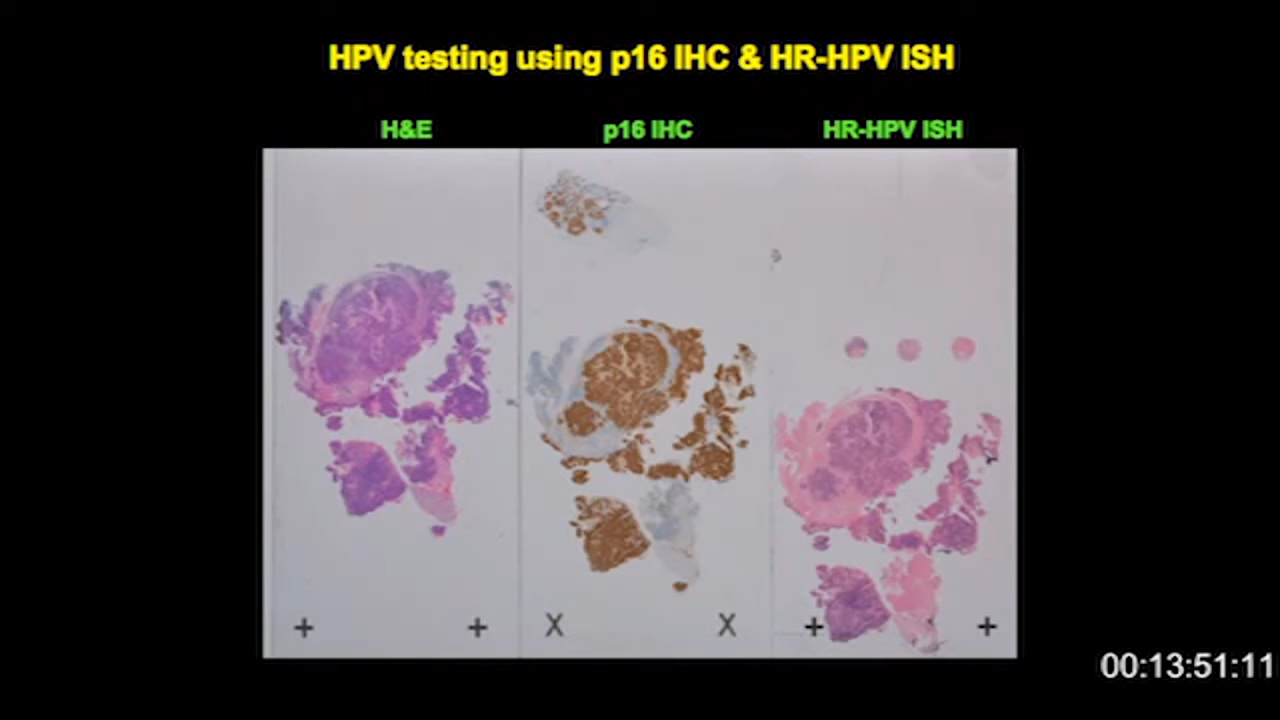 HPV testing using p16 IHC & HR-HPV ISH
H&E p16 IHC HR-HPV ISH
+ + X X + +
00:13:51:11